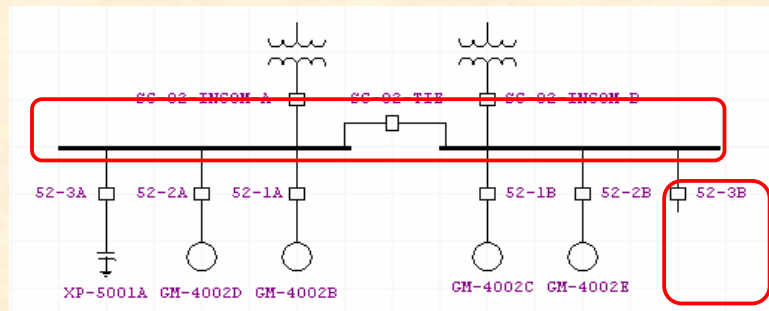 SG-02-INCOM-A SG-02-TIE SG-02-INCOM-B
52-3A 52-2A 52-1A 52-1B 52-2B 52-3B
XP-5001A GM-4002D GM-4002B GM-4002C GM-4002E